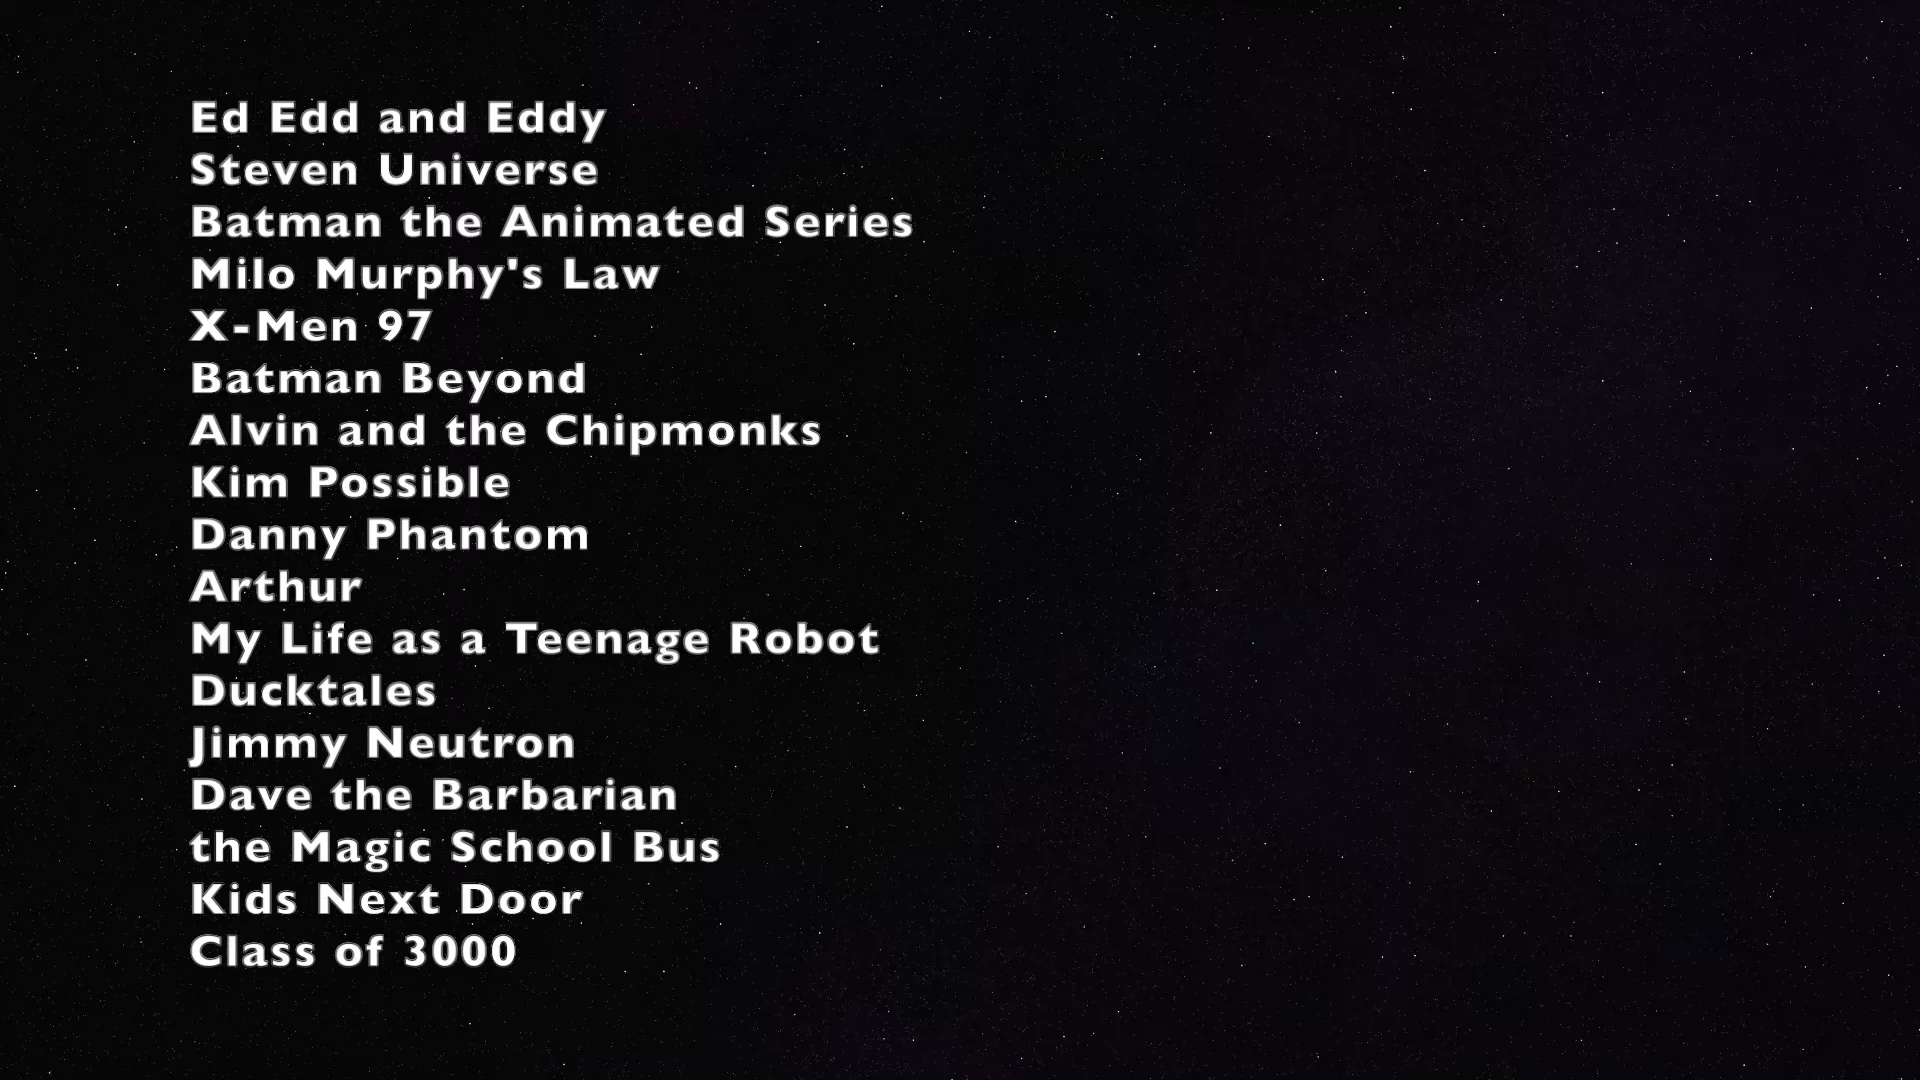 Ed Edd and Eddy
Steven Universe
Batman the Animated Series
Milo Murphy's Law
X-Men 97
Batman Beyond
Alvin and the Chipmonks
Kim Possible
Danny Phantom
Arthur
My Life as a Teenage Robot
Ducktales
Jimmy Neutron
Dave the Barbarian
the Magic School Bus
Kids Next Door
Class of 3000